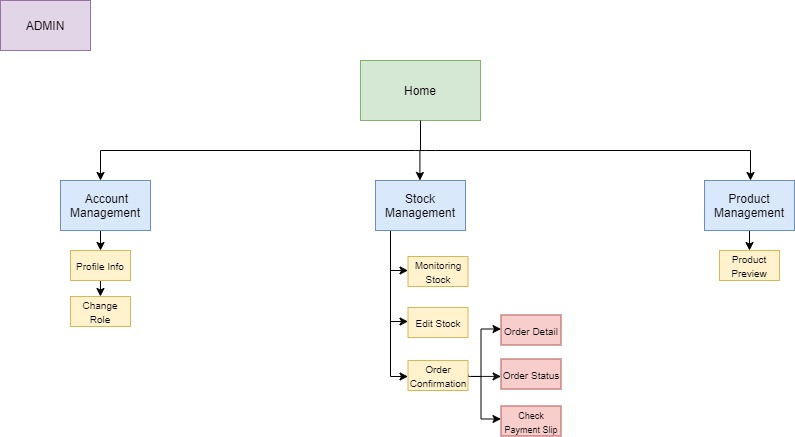 ADMIN
Home
Account
Management
Stock
Management
Product
Management
Profile Info
Change
Role
Monitoring
Stock
Edit Stock
Order
Confirmation
Order Detail
Order Status
Check
Payment Slip
Product
Preview